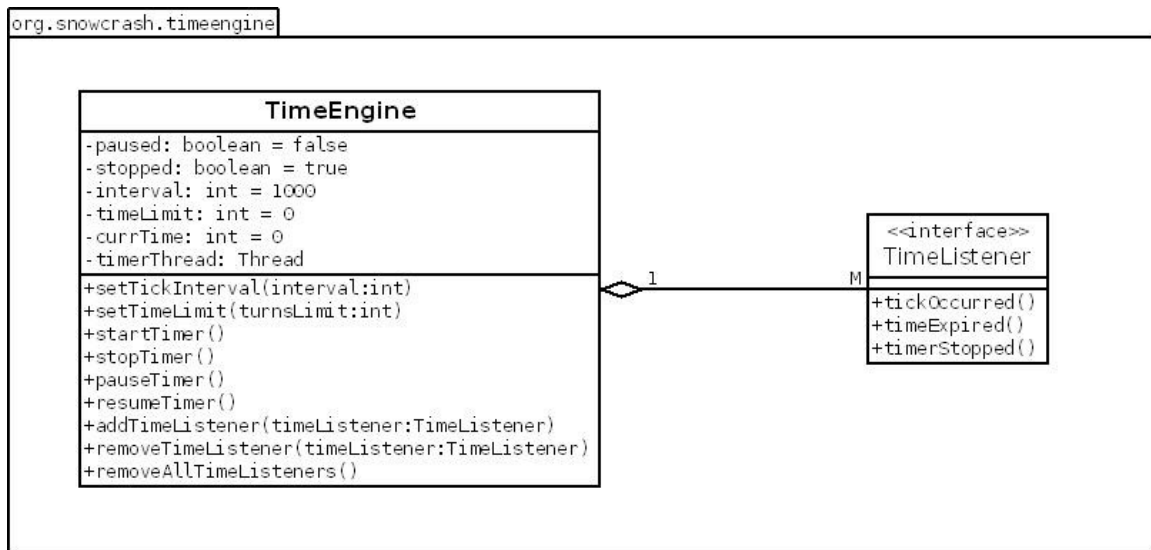 org.snowcrash.timeengine
TimeEngine
-paused: boolean = false
-stopped: boolean = true
-interval: int = 1000
-timeLimit: int = 0
-currTime: int = 0
-timerThread: Thread
+setTickInterval(interval:int)
+setTimeLimit(turnsLimit:int)
+startTimer()
+stopTimer()
+pauseTimer()
+resumeTimer()
+addTimeListener(timeListener:TimeListener)
+removeTimeListener(timeListener:TimeListener)
+removeAllTimeListeners()
1
M
<<interface>>
TimeListener
+tickOccurred()
+timeExpired()
+timerStopped()